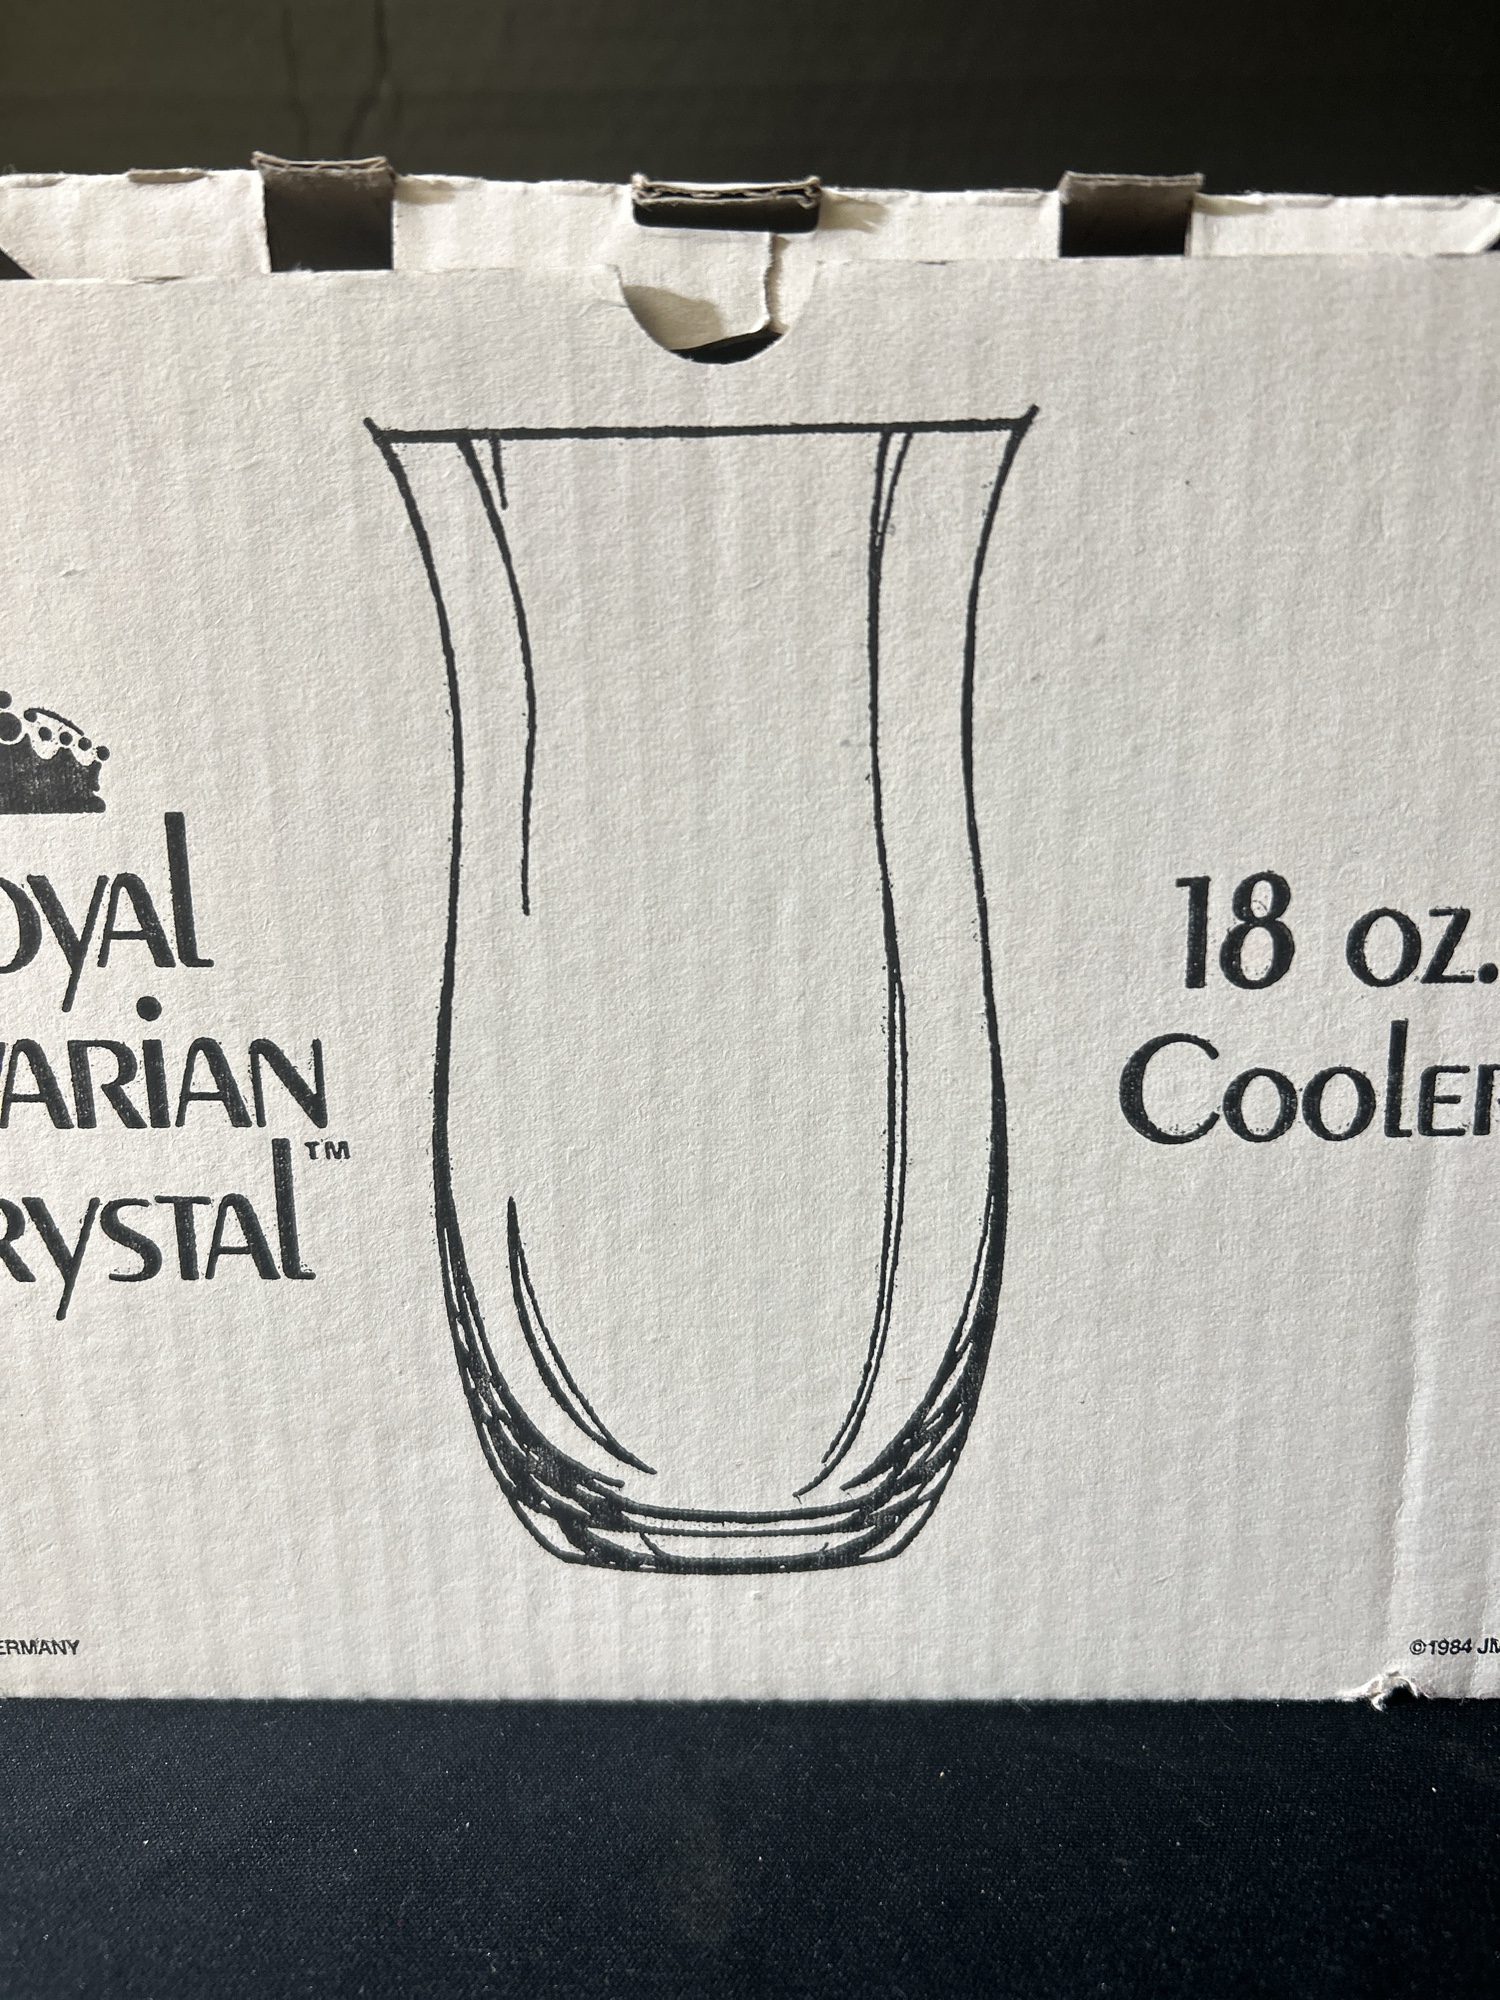 oyal
varian
rystal™
18 oz.
Cooler
ermany
©1984 JM